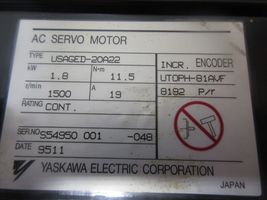 AC SERVO MOTOR
TYPE USAGED-20A22
INCR. ENCODER
kW 1.8 N·m 11.5
UTOPH-81AVF
r/min 1500 A 19
8192 P/r
RATING CONT.
SER.NO S54950 001 -048
DATE 9511
YASKAWA ELECTRIC CORPORATION
JAPAN